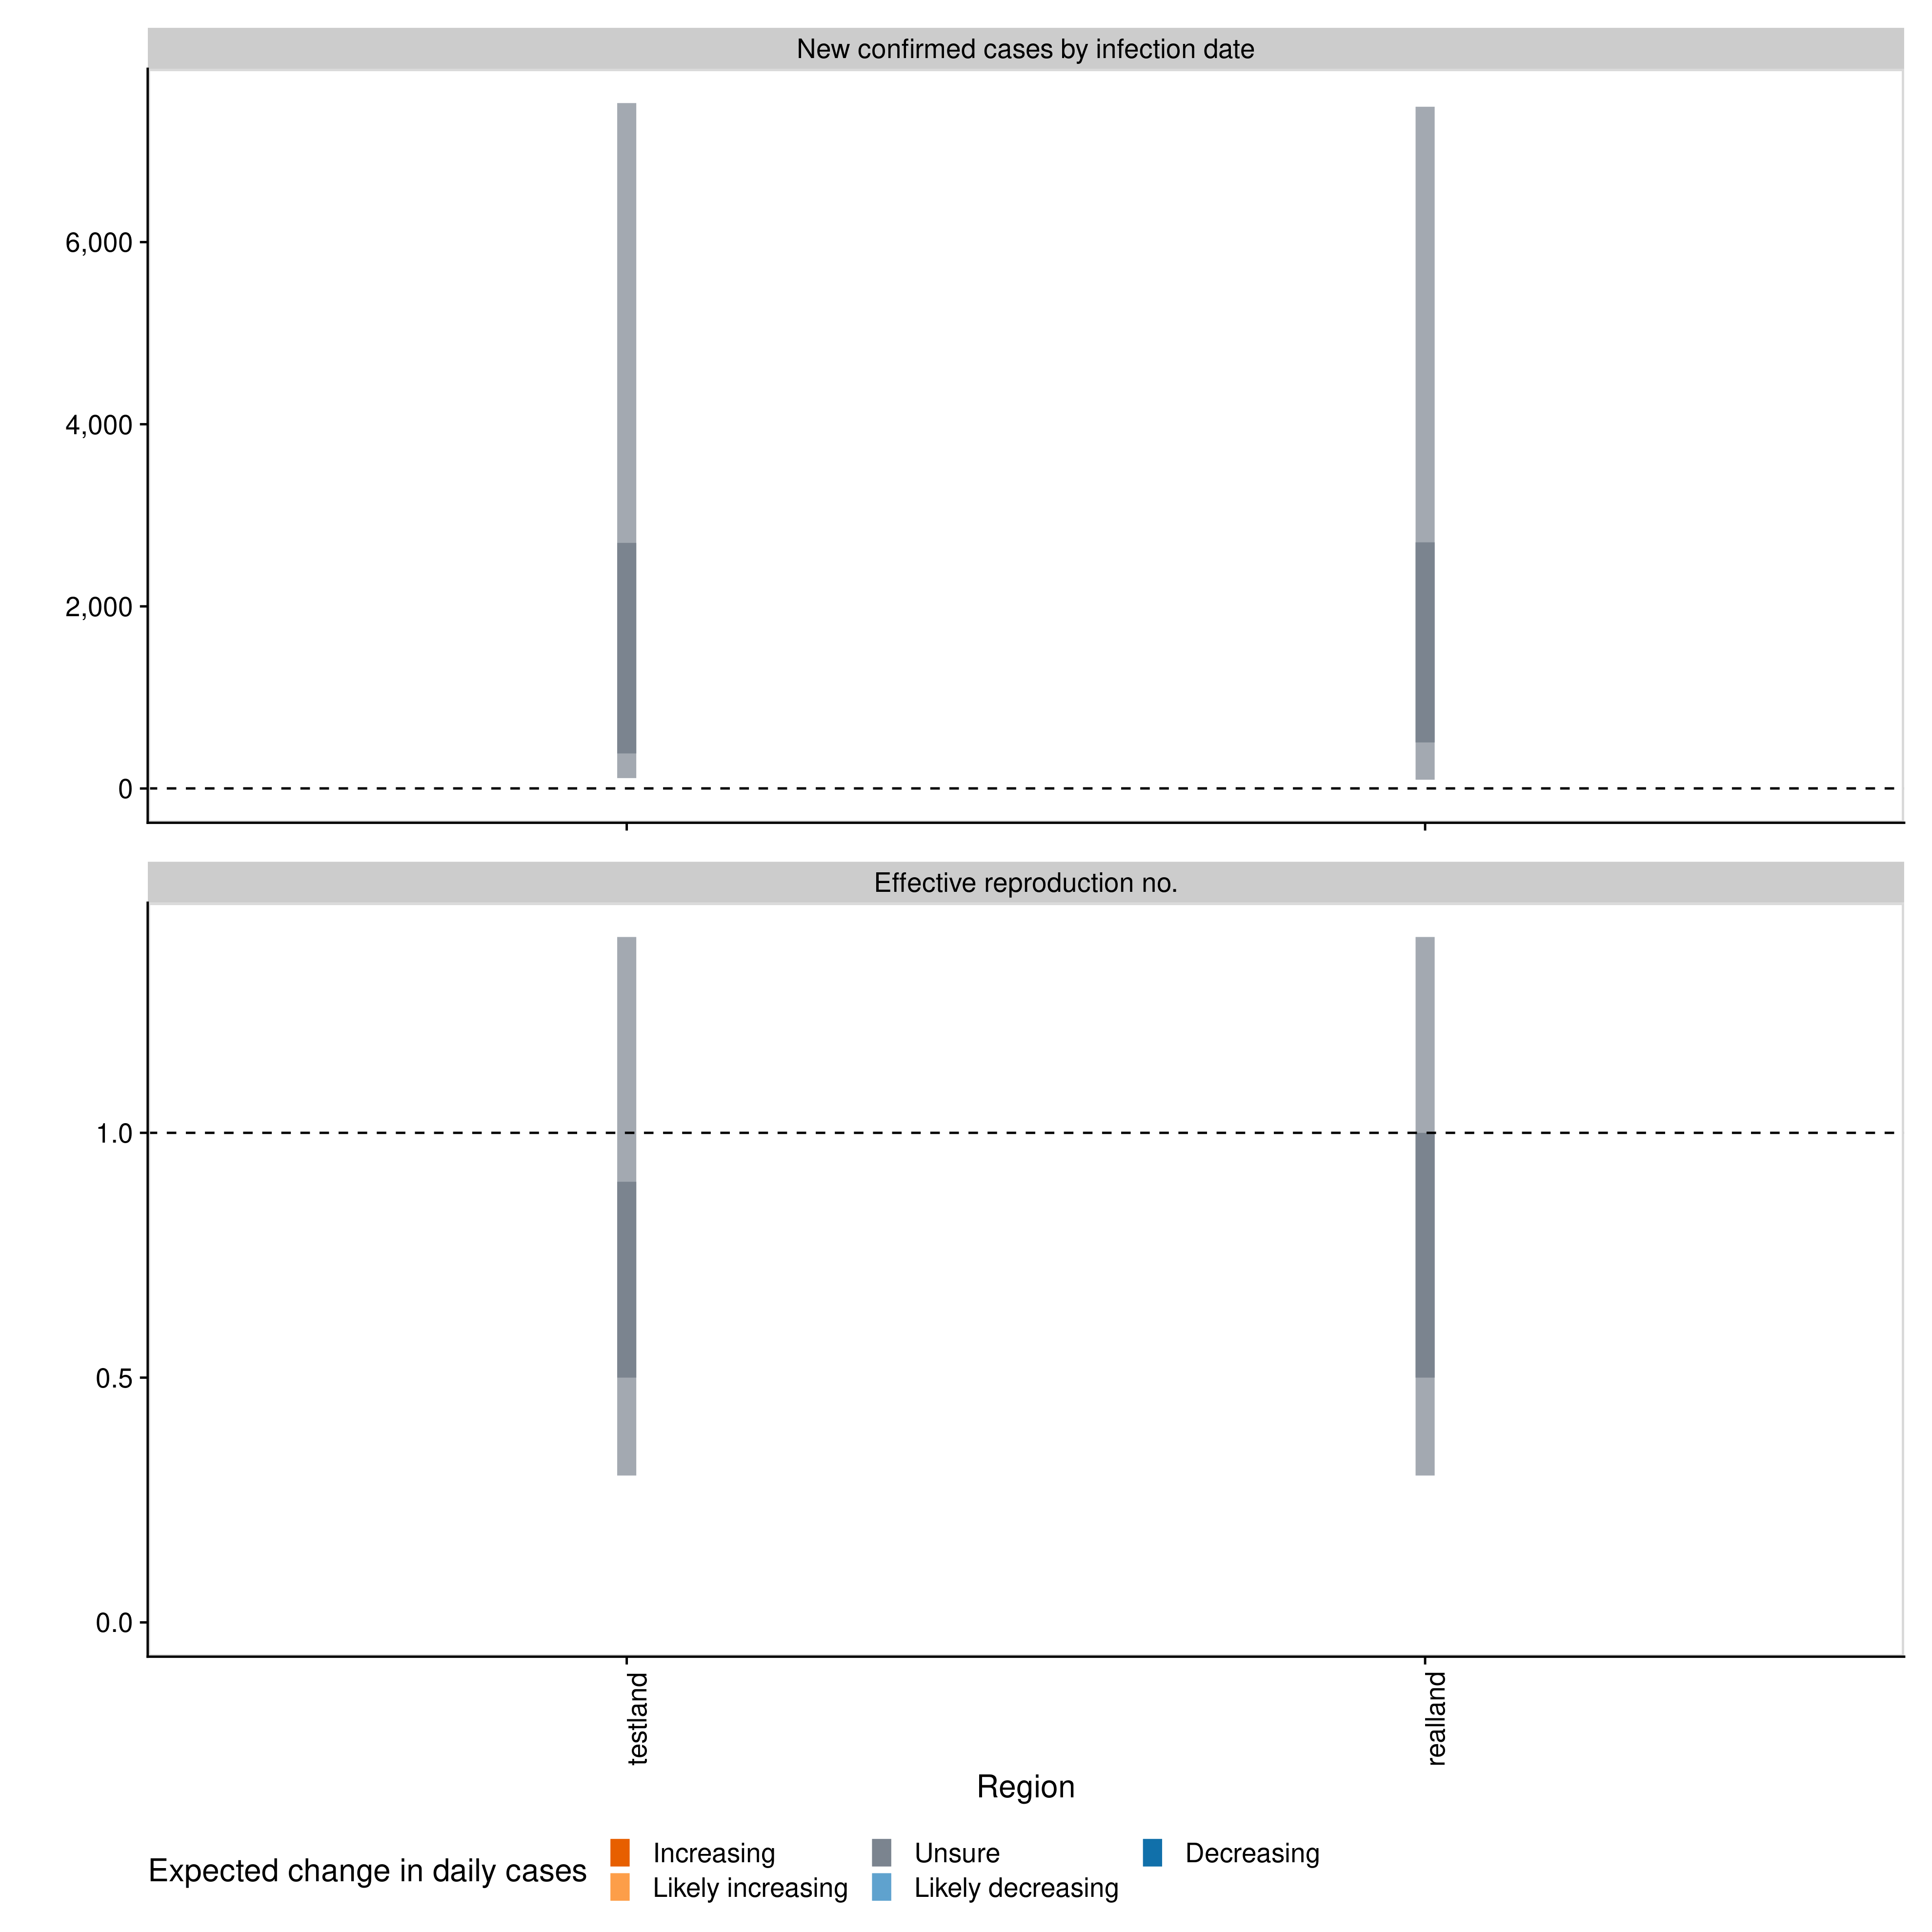 New confirmed cases by infection date
6,000
4,000
2,000
0
Effective reproduction no.
1.0
0.5
0.0
testland
realland
Region
Expected change in daily cases
Increasing
Likely increasing
Unsure
Likely decreasing
Decreasing